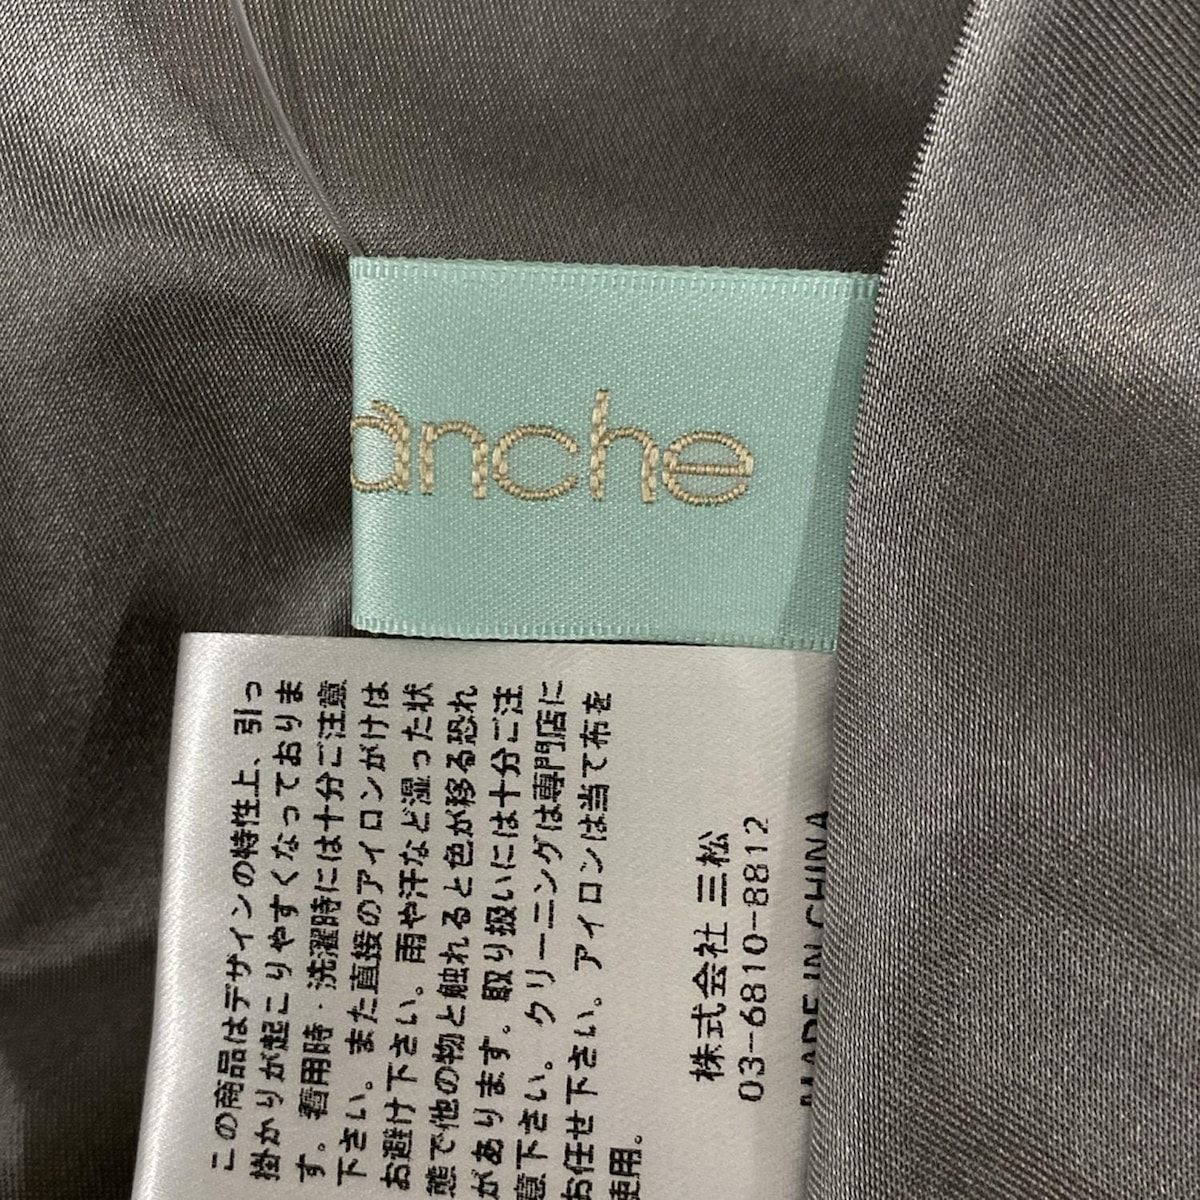 anche
この商品はデザインの特性上、引っ
掛かりが起こりやすくなっておりま
す。着用時・洗濯時には十分ご注意
下さい。また直接のアイロンがけは
お避け下さい。雨や汗など湿った状
態で他の物と触れると色が移る恐れ
があります。取り扱いには十分ご注
意下さい。クリーニングは専門店に
お任せ下さい。アイロンは当て布を
使用。
株式会社 三松
03-6810-8812
MADE IN CHINA